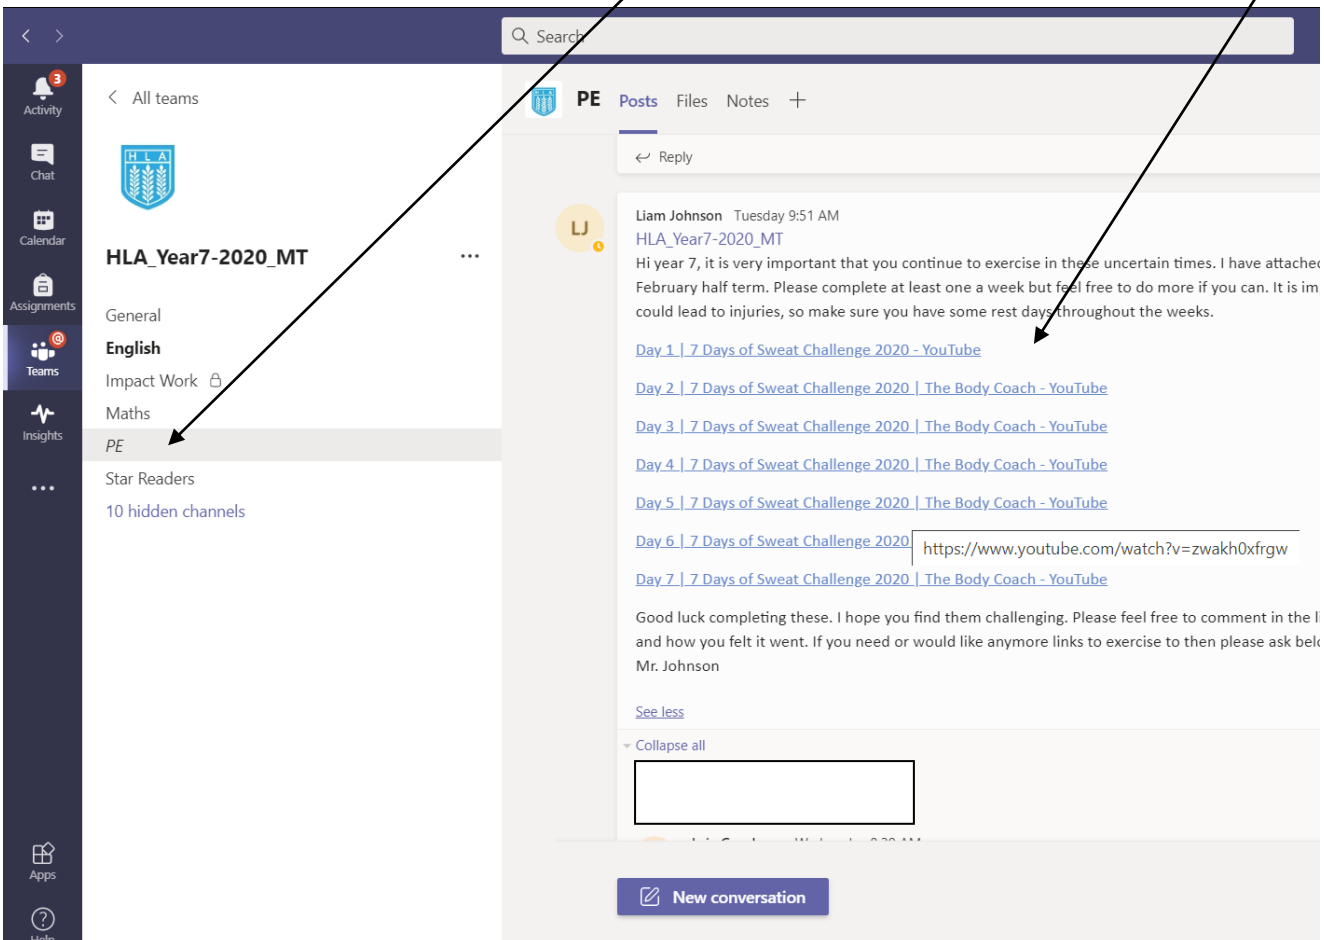 Search
3
Activity
Chat
Calendar
Assignments
@
Teams
Insights
Apps
Help
All teams
HLA
HLA_Year7-2020_MT
General
English
Impact Work
Maths
PE
Star Readers
10 hidden channels
PE Posts Files Notes
Reply
LJ
Liam Johnson Tuesday 9:51 AM
HLA_Year7-2020_MT
Hi year 7, it is very important that you continue to exercise in these uncertain times. I have attached
February half term. Please complete at least one a week but feel free to do more if you can. It is im
could lead to injuries, so make sure you have some rest days throughout the weeks.
Day 1 | 7 Days of Sweat Challenge 2020 - YouTube
Day 2 | 7 Days of Sweat Challenge 2020 | The Body Coach - YouTube
Day 3 | 7 Days of Sweat Challenge 2020 | The Body Coach - YouTube
Day 4 | 7 Days of Sweat Challenge 2020 | The Body Coach - YouTube
Day 5 | 7 Days of Sweat Challenge 2020 | The Body Coach - YouTube
Day 6 | 7 Days of Sweat Challenge 2020
https://www.youtube.com/watch?v=zwakh0xfrgw
Day 7 | 7 Days of Sweat Challenge 2020 | The Body Coach - YouTube
Good luck completing these. I hope you find them challenging. Please feel free to comment in the li
and how you felt it went. If you need or would like anymore links to exercise to then please ask belo
Mr. Johnson
See less
Collapse all
New conversation